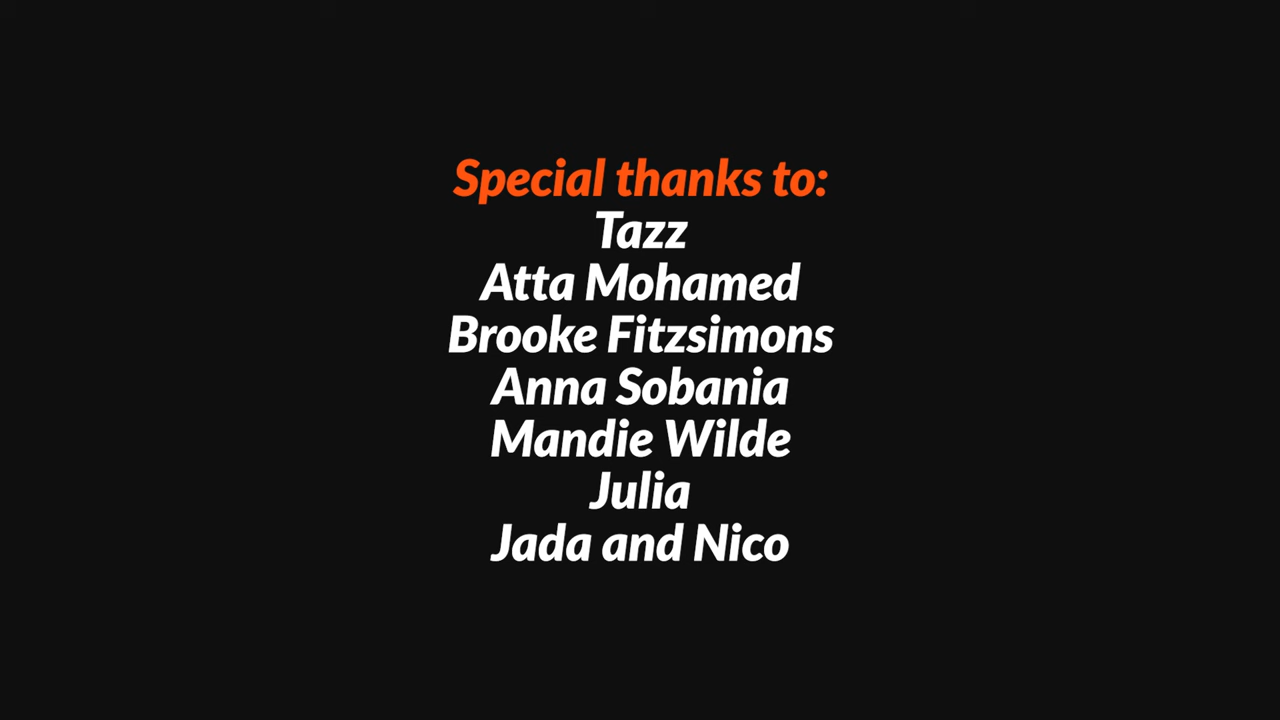 Special thanks to:
Tazz
Atta Mohamed
Brooke Fitzsimons
Anna Sobania
Mandie Wilde
Julia
Jada and Nico